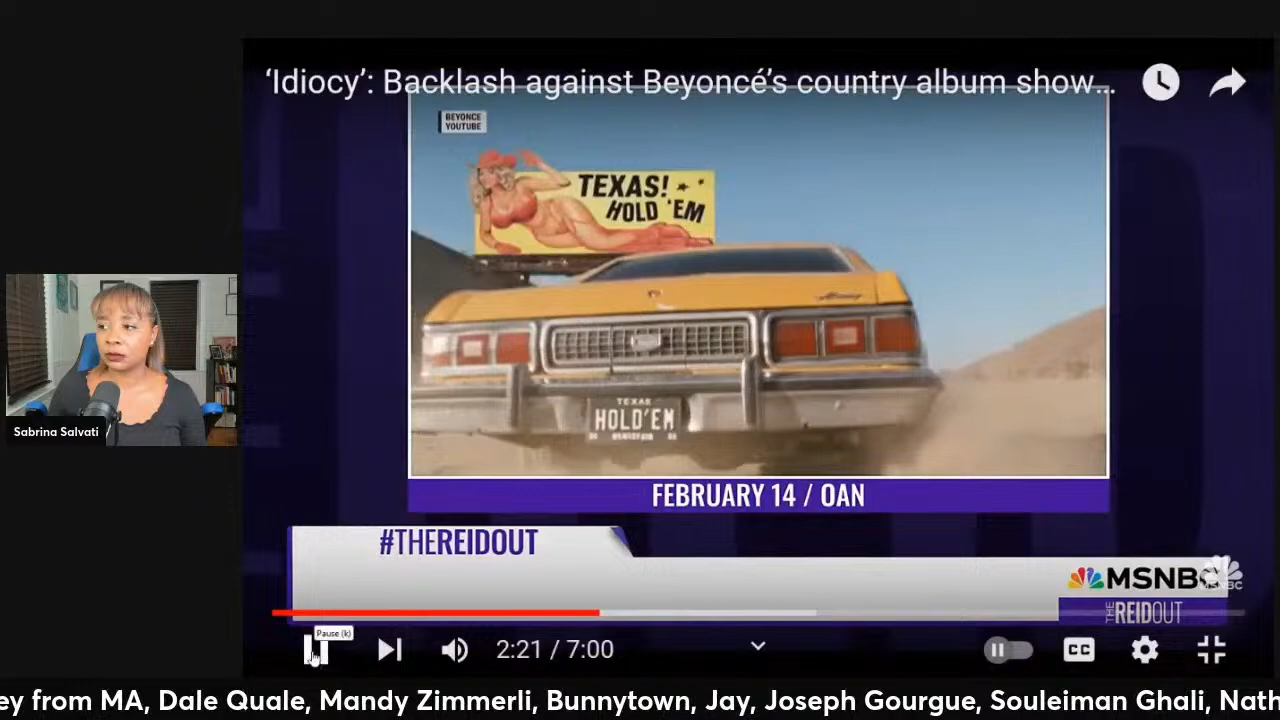 ‘Idiocy’: Backlash against Beyoncé’s country album show...
BEYONCE
YOUTUBE
TEXAS!
HOLD 'EM
TEXAS
HOLD'EM
Sabrina Salvati
FEBRUARY 14 / OAN
#THEREIDOUT
MSNBC
MSNBC
THE REIDOUT
Pause (k)
2:21 / 7:00
CC
ey from MA, Dale Quale, Mandy Zimmerli, Bunnytown, Jay, Joseph Gourgue, Souleiman Ghali, Nath